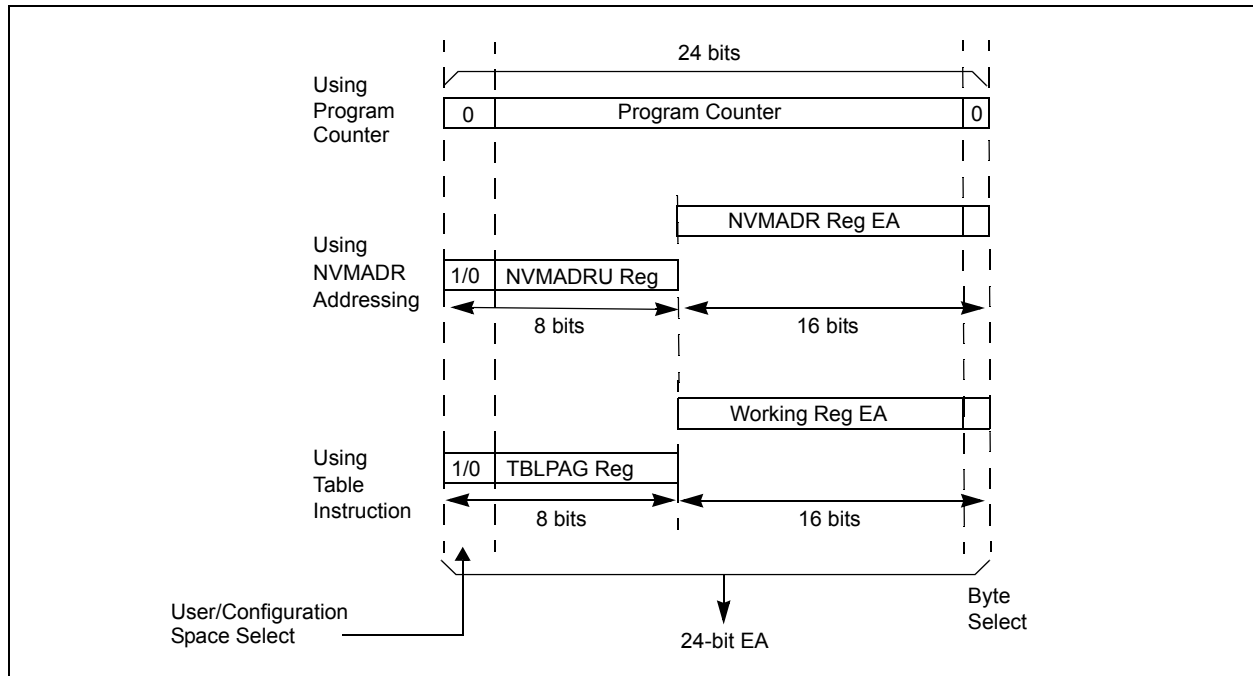 24 bits
Using
Program
Counter
0
Program Counter
0
NVMADR Reg EA
Using
NVMADR
Addressing
1/0
NVMADRU Reg
8 bits
16 bits
Working Reg EA
Using
Table
Instruction
1/0
TBLPAG Reg
8 bits
16 bits
User/Configuration
Space Select
24-bit EA
Byte
Select